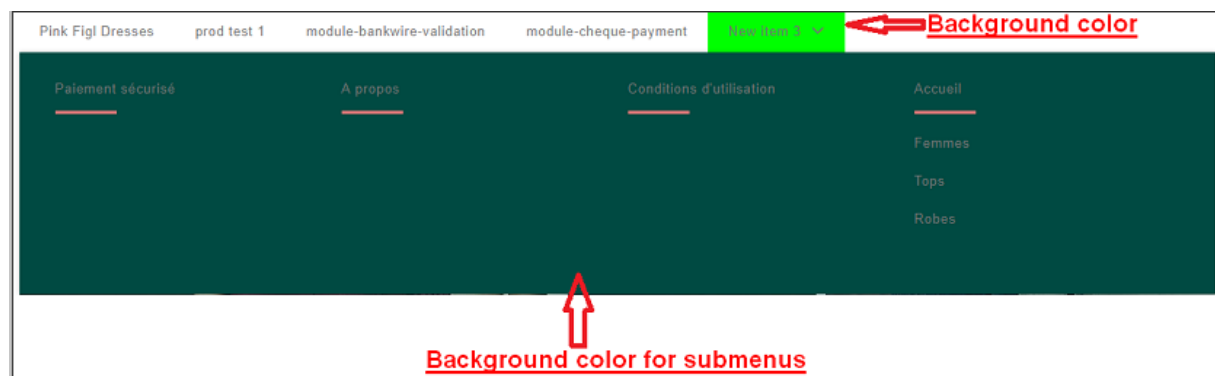 Pink Figl Dresses prod test 1 module-bankwire-validation module-cheque-payment New item 3 Background color
Paiement sécurisé A propos Conditions d'utilisation Accueil
Femmes
Tops
Robes
Background color for submenus